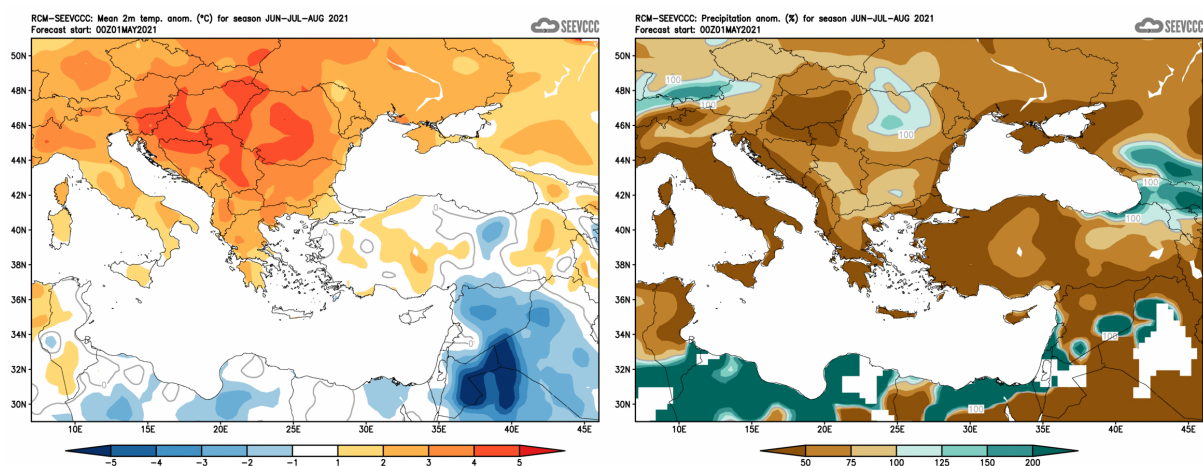 RCM-SEEVCCC: Mean 2m temp. anom. (°C) for season JUN-JUL-AUG 2021
Forecast start: 00Z01MAY2021
SEEVCCC
50N
48N
46N
44N
42N
40N
38N
36N
34N
32N
30N
0
0
0
0
10E
15E
20E
25E
30E
35E
40E
45E
-5
-4
-3
-2
-1
1
2
3
4
5
RCM-SEEVCCC: Precipitation anom. (%) for season JUN-JUL-AUG 2021
Forecast start: 00Z01MAY2021
SEEVCCC
50N
48N
46N
44N
42N
40N
38N
36N
34N
32N
30N
100
100
100
100
100
100
100
100
10E
15E
20E
25E
30E
35E
40E
45E
50
75
100
125
150
200